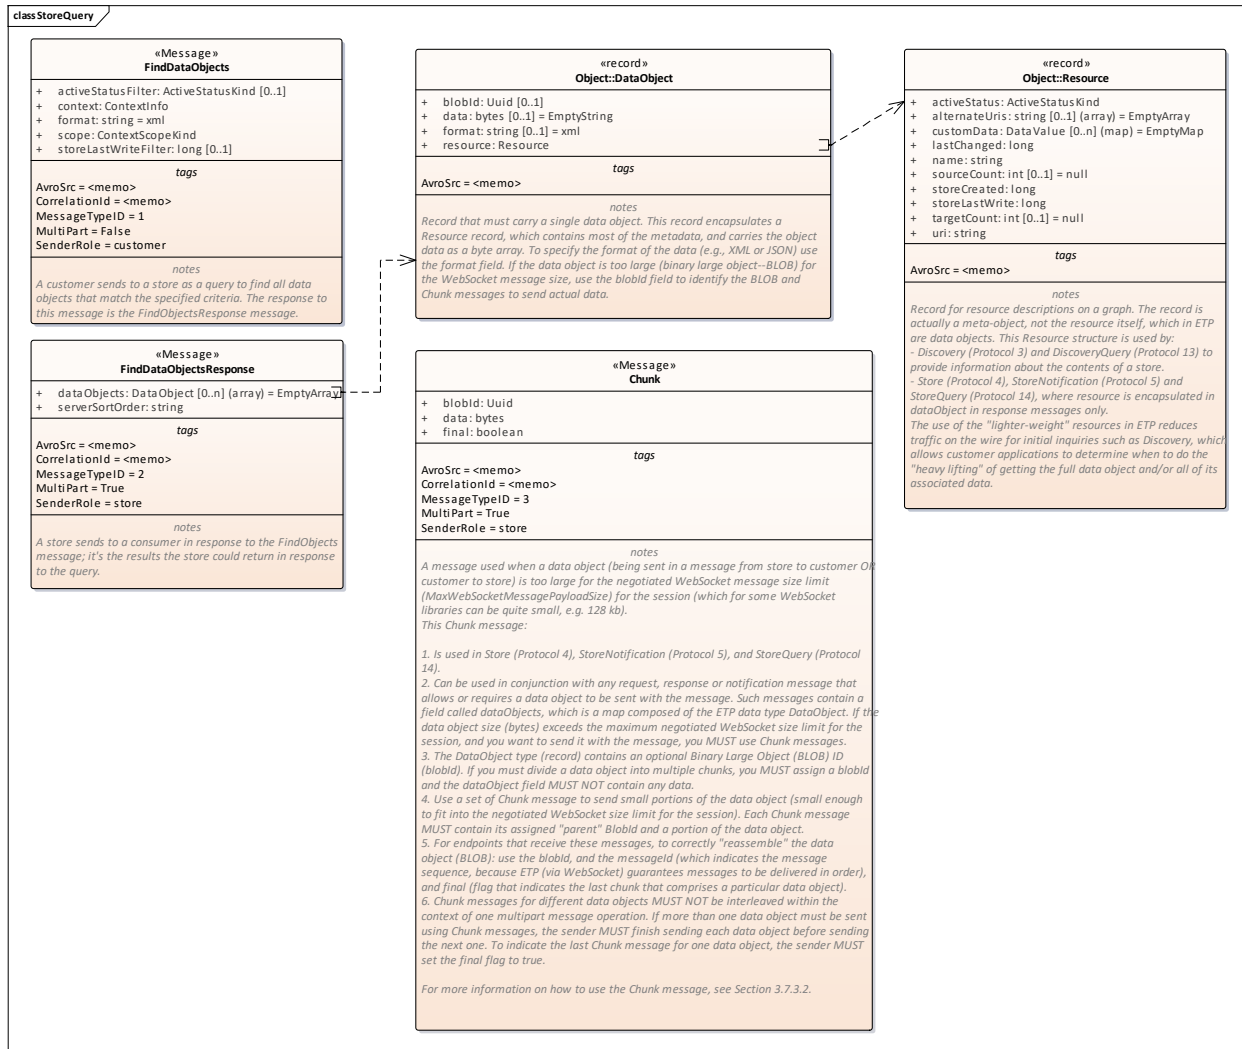 class StoreQuery
«Message»
FindDataObjects
+ activeStatusFilter: ActiveStatusKind [0..1]
+ context: ContextInfo
+ format: string = xml
+ scope: ContextScopeKind
+ storeLastWriteFilter: long [0..1]
tags
AvroSrc = <memo>
CorrelationId = <memo>
MessageTypeID = 1
MultiPart = False
SenderRole = customer
notes
A customer sends to a store as a query to find all data
objects that match the specified criteria. The response to
this message is the FindObjectsResponse message.
«Message»
FindDataObjectsResponse
+ dataObjects: DataObject [0..n] (array) = EmptyArray
+ serverSortOrder: string
tags
AvroSrc = <memo>
CorrelationId = <memo>
MessageTypeID = 2
MultiPart = True
SenderRole = store
notes
A store sends to a consumer in response to the FindObjects
message; it's the results the store could return in response
to the query.
«record»
Object::DataObject
+ blobId: Uuid [0..1]
+ data: bytes [0..1] = EmptyString
+ format: string [0..1] = xml
+ resource: Resource
tags
AvroSrc = <memo>
notes
Record that must carry a single data object. This record encapsulates a
Resource record, which contains most of the metadata, and carries the object
data as a byte array. To specify the format of the data (e.g., XML or JSON) use
the format field. If the data object is too large (binary large object--BLOB) for
the WebSocket message size, use the blobId field to identify the BLOB and
Chunk messages to send actual data.
«Message»
Chunk
+ blobId: Uuid
+ data: bytes
+ final: boolean
tags
AvroSrc = <memo>
CorrelationId = <memo>
MessageTypeID = 3
MultiPart = True
SenderRole = store
notes
A message used when a data object (being sent in a message from store to customer OR
customer to store) is too large for the negotiated WebSocket message size limit
(MaxWebSocketMessagePayloadSize) for the session (which for some WebSocket
libraries can be quite small, e.g. 128 kb).
This Chunk message:
1. Is used in Store (Protocol 4), StoreNotification (Protocol 5), and StoreQuery (Protocol
14).
2. Can be used in conjunction with any request, response or notification message that
allows or requires a data object to be sent with the message. Such messages contain a
field called dataObjects, which is a map composed of the ETP data type DataObject. If the
data object size (bytes) exceeds the maximum negotiated WebSocket size limit for the
session, and you want to send it with the message, you MUST use Chunk messages.
3. The DataObject type (record) contains an optional Binary Large Object (BLOB) ID
(blobId). If you must divide a data object into multiple chunks, you MUST assign a blobId
and the dataObject field MUST NOT contain any data.
4. Use a set of Chunk message to send small portions of the data object (small enough
to fit into the negotiated WebSocket size limit for the session). Each Chunk message
MUST contain its assigned "parent" BlobId and a portion of the data object.
5. For endpoints that receive these messages, to correctly "reassemble" the data
object (BLOB): use the blobId, and the messageId (which indicates the message
sequence, because ETP (via WebSocket) guarantees messages to be delivered in order),
and final (flag that indicates the last chunk that comprises a particular data object).
6. Chunk messages for different data objects MUST NOT be interleaved within the
context of one multipart message operation. If more than one data object must be sent
using Chunk messages, the sender MUST finish sending each data object before sending
the next one. To indicate the last Chunk message for one data object, the sender MUST
set the final flag to true.
For more information on how to use the Chunk message, see Section 3.7.3.2.
«record»
Object::Resource
+ activeStatus: ActiveStatusKind
+ alternateUris: string [0..1] (array) = EmptyArray
+ customData: DataValue [0..n] (map) = EmptyMap
+ lastChanged: long
+ name: string
+ sourceCount: int [0..1] = null
+ storeCreated: long
+ storeLastWrite: long
+ targetCount: int [0..1] = null
+ uri: string
tags
AvroSrc = <memo>
notes
Record for resource descriptions on a graph. The record is
actually a meta-object, not the resource itself, which in ETP
are data objects. This Resource structure is used by:
- Discovery (Protocol 3) and DiscoveryQuery (Protocol 13) to
provide information about the contents of a store.
- Store (Protocol 4), StoreNotification (Protocol 5) and
StoreQuery (Protocol 14), where resource is encapsulated in
dataObject in response messages only.
The use of the "lighter-weight" resources in ETP reduces
traffic on the wire for initial inquiries such as Discovery, which
allows customer applications to determine when to do the
"heavy lifting" of getting the full data object and/or all of its
associated data.